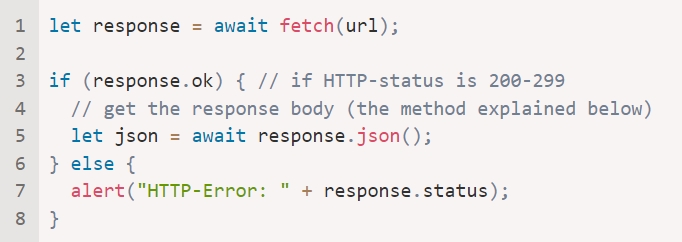 1 let response = await fetch(url);
2
3 if (response.ok) { // if HTTP-status is 200-299
4   // get the response body (the method explained below)
5   let json = await response.json();
6 } else {
7   alert("HTTP-Error: " + response.status);
8 }